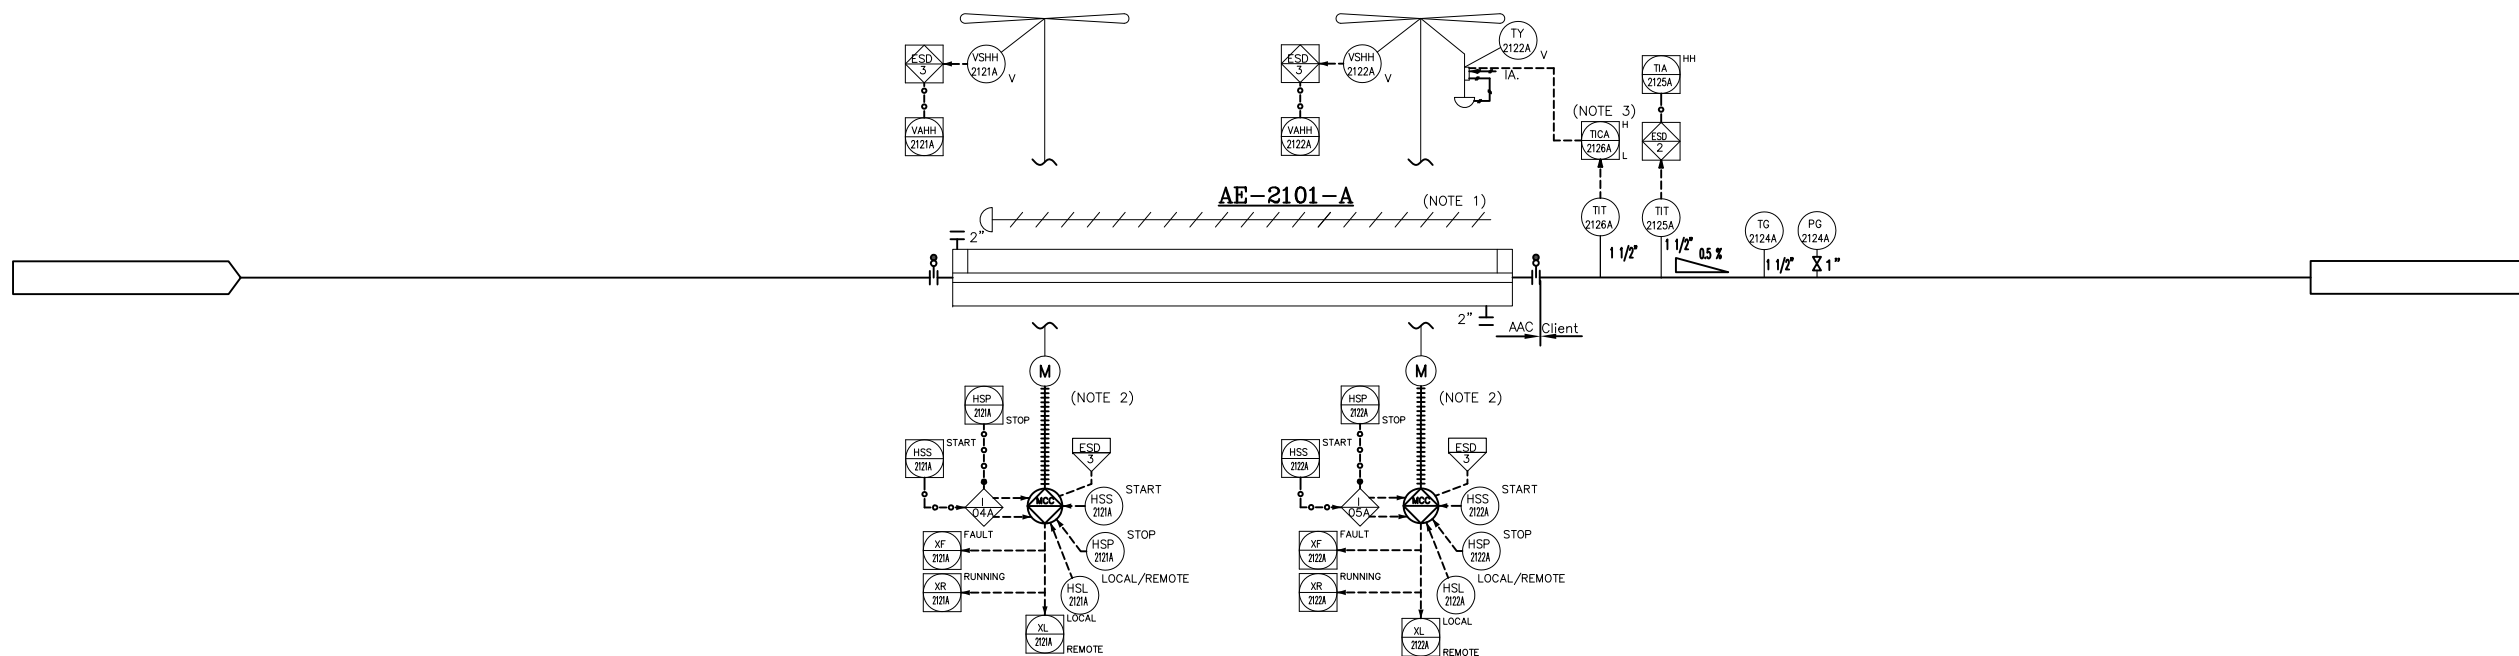 TY
2122A
V
ESD
3
VSHH
2121A
V
ESD
3
VSHH
2122A
V
IA.
TIA
2125A
HH
(NOTE 3)
VAHH
2121A
VAHH
2122A
TICA
2126A
H
L
ESD
2
AE-2101-A
(NOTE 1)
TIT
2126A
TIT
2125A
TG
2124A
PG
2124A
2"
1 1/2"
1 1/2"
0.5 %
1 1/2"
1"
2"
AAC
Client
M
M
(NOTE 2)
(NOTE 2)
HSP
2121A
STOP
HSP
2122A
STOP
HSS
2121A
START
ESD
3
HSS
2122A
START
ESD
3
I
04A
MCC
HSS
2121A
START
I
05A
MCC
HSS
2122A
START
XF
2121A
FAULT
HSP
2121A
STOP
XF
2122A
FAULT
HSP
2122A
STOP
XR
2121A
RUNNING
HSL
2121A
LOCAL/REMOTE
XR
2122A
RUNNING
HSL
2122A
LOCAL/REMOTE
XL
2121A
LOCAL
REMOTE
XL
2122A
LOCAL
REMOTE